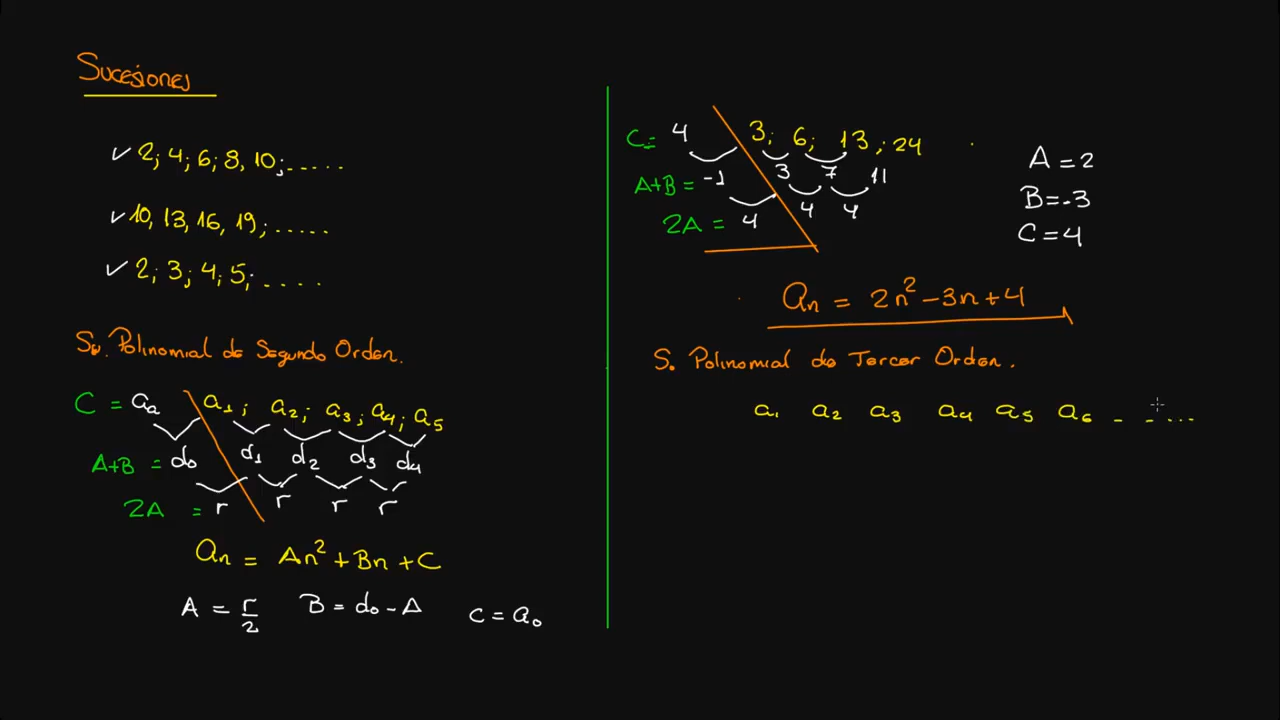 Sucesiones
✓ 2; 4; 6; 8, 10;.....
✓ 10, 13, 16, 19;.....
✓ 2; 3; 4; 5;....
S. Polinomial de Segundo Orden.
C = a₀ a₁; a₂; a₃; a₄; a₅
A+B = d₀ d₁ d₂ d₃ d₄
2A = r r r r
aₙ = An² + Bn + C
A = r/2 B = d₀ - A C = a₀
C = 4 3; 6; 13; 24
A+B = -1 3 7 11
2A = 4 4 4
A = 2
B = -3
C = 4
aₙ = 2n² - 3n + 4
S. Polinomial de Tercer Orden.
a₁ a₂ a₃ a₄ a₅ a₆ - - ...